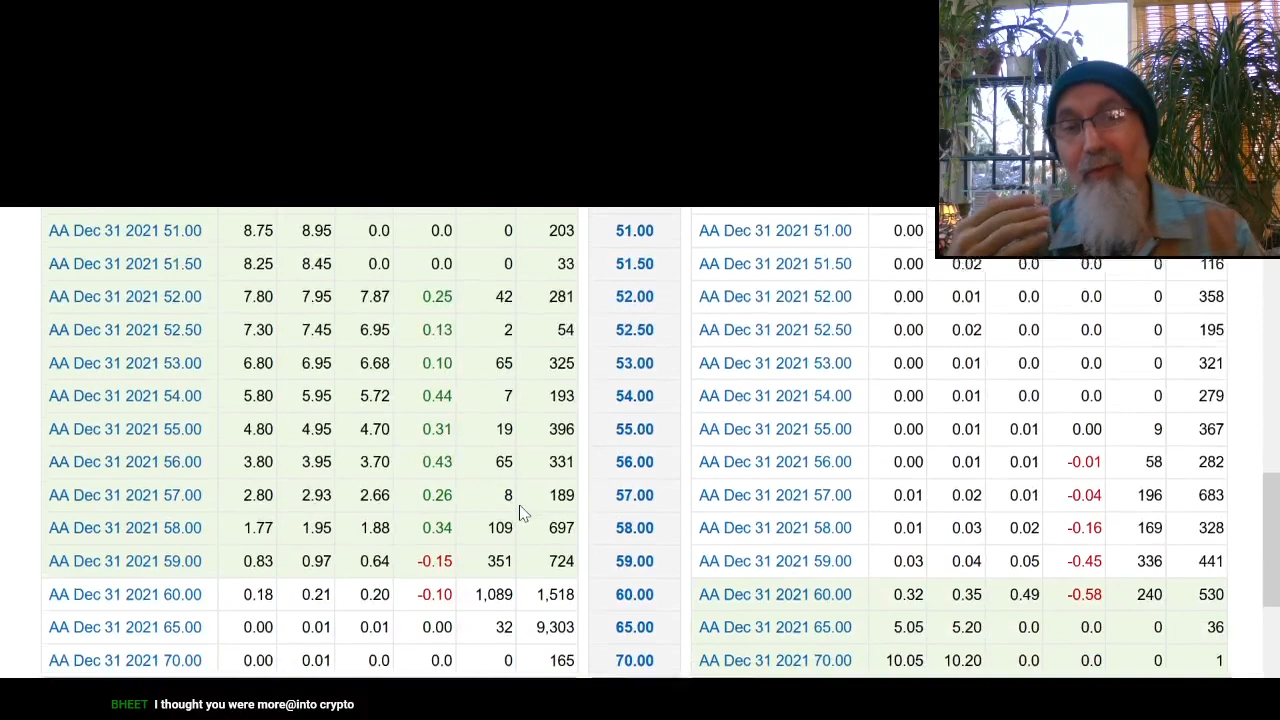 AA Dec 31 2021 51.00 8.75 8.95 0.0 0.0 0 203 51.00 AA Dec 31 2021 51.00 0.00
AA Dec 31 2021 51.50 8.25 8.45 0.0 0.0 0 33 51.50 AA Dec 31 2021 51.50 0.00 0.02 0.0 0.0 0 116
AA Dec 31 2021 52.00 7.80 7.95 7.87 0.25 42 281 52.00 AA Dec 31 2021 52.00 0.00 0.01 0.0 0.0 0 358
AA Dec 31 2021 52.50 7.30 7.45 6.95 0.13 2 54 52.50 AA Dec 31 2021 52.50 0.00 0.02 0.0 0.0 0 195
AA Dec 31 2021 53.00 6.80 6.95 6.68 0.10 65 325 53.00 AA Dec 31 2021 53.00 0.00 0.01 0.0 0.0 0 321
AA Dec 31 2021 54.00 5.80 5.95 5.72 0.44 7 193 54.00 AA Dec 31 2021 54.00 0.00 0.01 0.0 0.0 0 279
AA Dec 31 2021 55.00 4.80 4.95 4.70 0.31 19 396 55.00 AA Dec 31 2021 55.00 0.00 0.01 0.01 0.00 9 367
AA Dec 31 2021 56.00 3.80 3.95 3.70 0.43 65 331 56.00 AA Dec 31 2021 56.00 0.00 0.01 0.01 -0.01 58 282
AA Dec 31 2021 57.00 2.80 2.93 2.66 0.26 8 189 57.00 AA Dec 31 2021 57.00 0.01 0.02 0.01 -0.04 196 683
AA Dec 31 2021 58.00 1.77 1.95 1.88 0.34 109 697 58.00 AA Dec 31 2021 58.00 0.01 0.03 0.02 -0.16 169 328
AA Dec 31 2021 59.00 0.83 0.97 0.64 -0.15 351 724 59.00 AA Dec 31 2021 59.00 0.03 0.04 0.05 -0.45 336 441
AA Dec 31 2021 60.00 0.18 0.21 0.20 -0.10 1,089 1,518 60.00 AA Dec 31 2021 60.00 0.32 0.35 0.49 -0.58 240 530
AA Dec 31 2021 65.00 0.00 0.01 0.01 0.00 32 9,303 65.00 AA Dec 31 2021 65.00 5.05 5.20 0.0 0.0 0 36
AA Dec 31 2021 70.00 0.00 0.01 0.0 0.0 0 165 70.00 AA Dec 31 2021 70.00 10.05 10.20 0.0 0.0 0 1
BHEET I thought you were more@into crypto